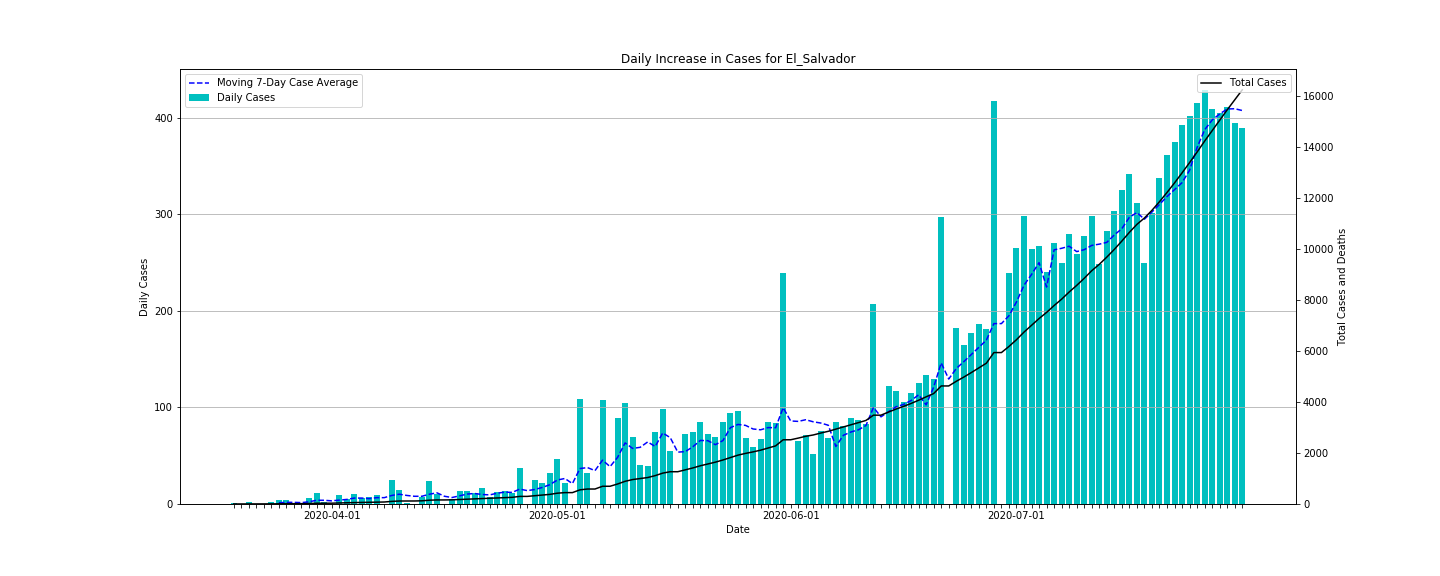 Daily Increase in Cases for El_Salvador
Moving 7-Day Case Average
Daily Cases
Total Cases
400
300
200
100
0
16000
14000
12000
10000
8000
6000
4000
2000
0
Daily Cases
Total Cases and Deaths
2020-04-01
2020-05-01
2020-06-01
2020-07-01
Date